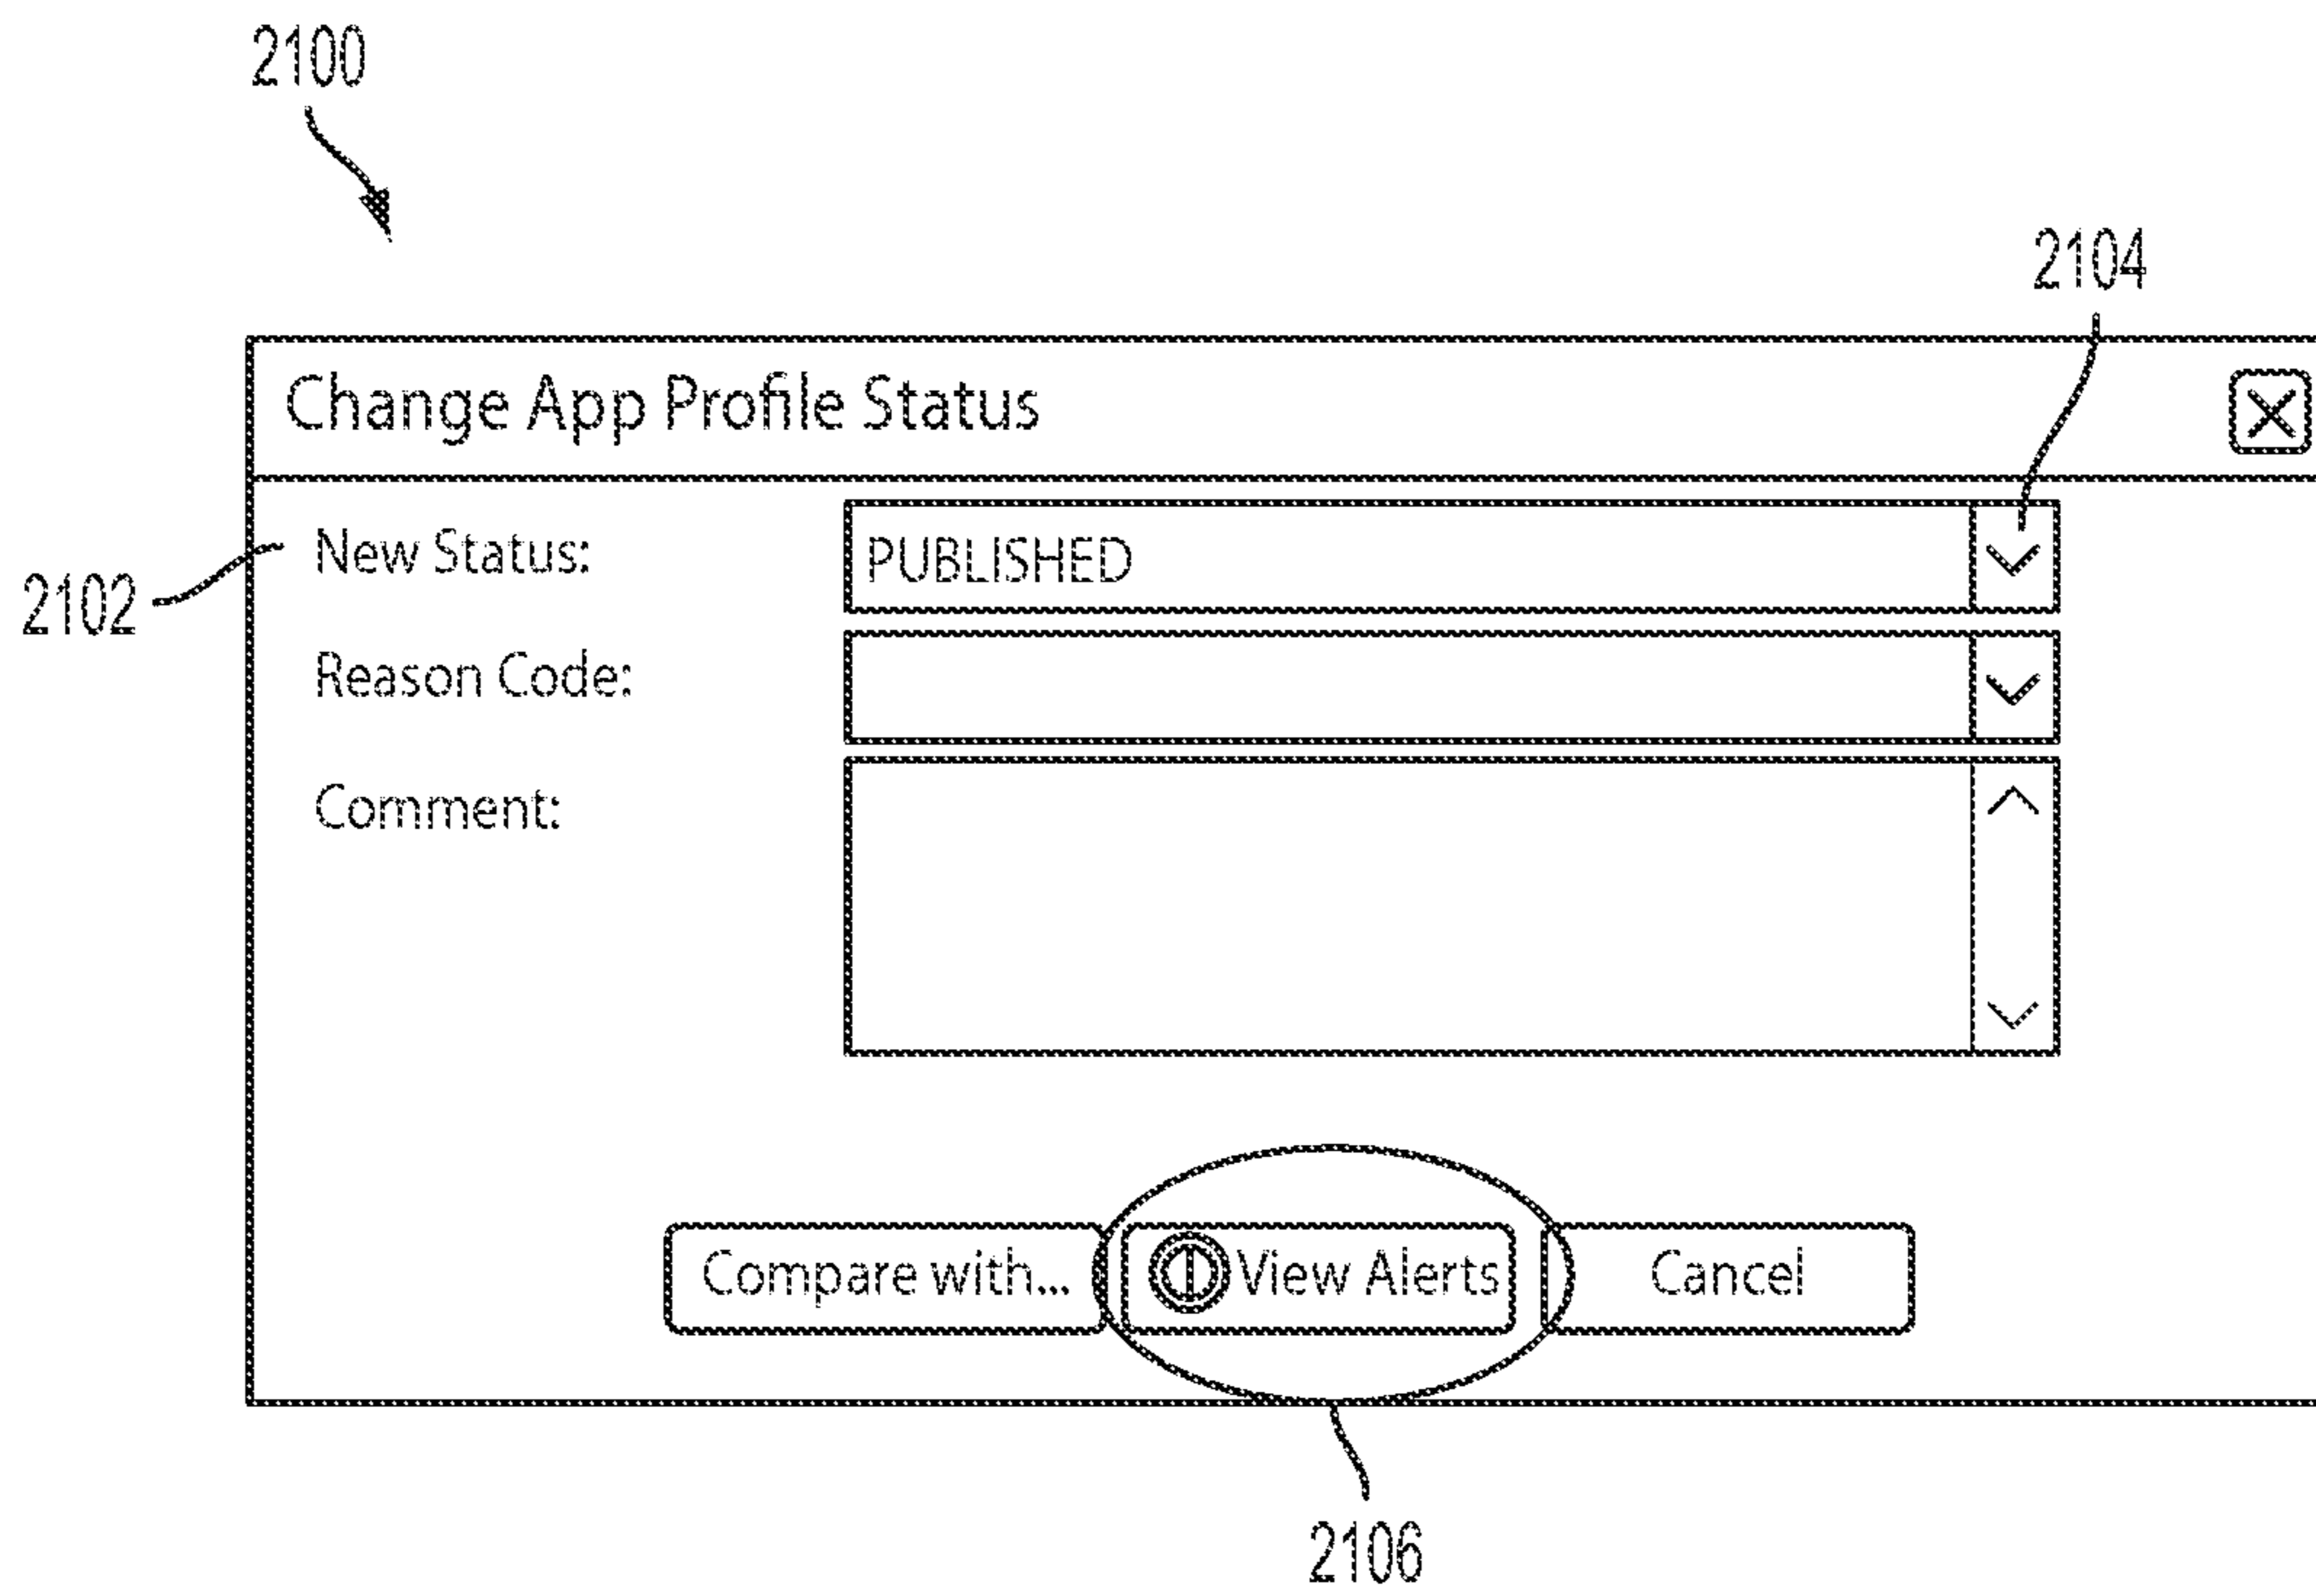 2100
2104
Change App Profile Status
New Status: PUBLISHED
2102
Reason Code:
Comment:
Compare with... View Alerts Cancel
2106